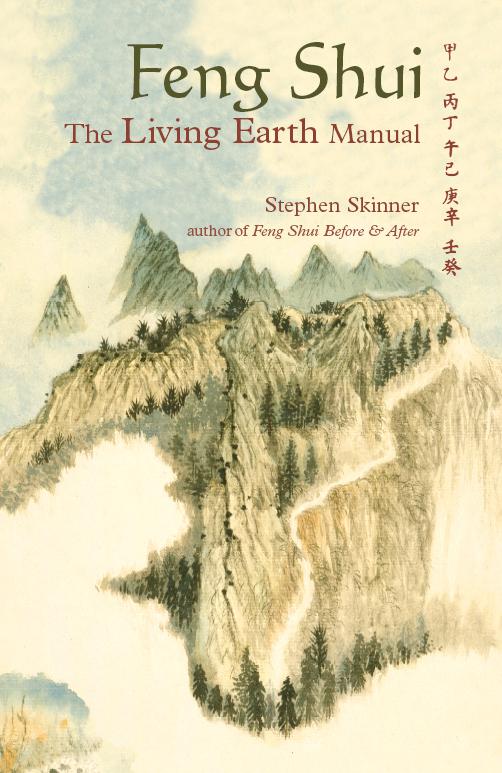 Feng Shui
The Living Earth Manual
Stephen Skinner
author of Feng Shui Before & After
甲乙丙丁午己庚辛壬癸